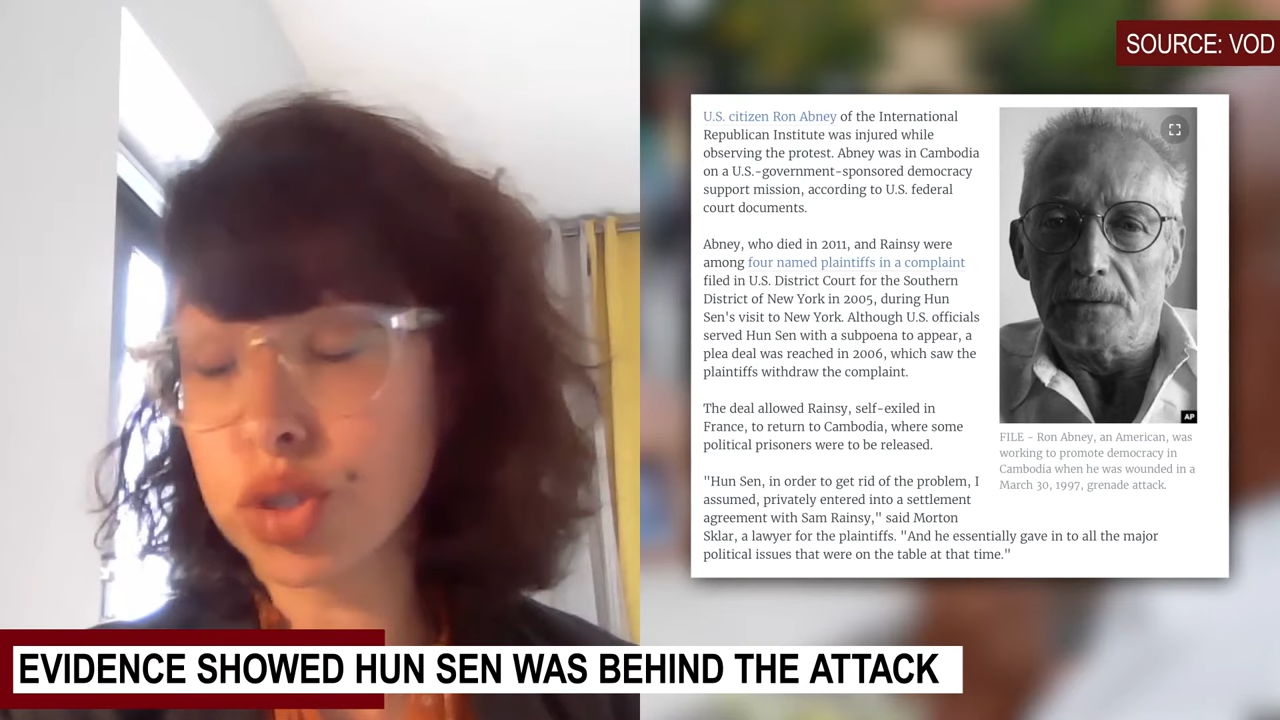 SOURCE: VOD
U.S. citizen Ron Abney of the International
Republican Institute was injured while
observing the protest. Abney was in Cambodia
on a U.S.-government-sponsored democracy
support mission, according to U.S. federal
court documents.
Abney, who died in 2011, and Rainsy were
among four named plaintiffs in a complaint
filed in U.S. District Court for the Southern
District of New York in 2005, during Hun
Sen's visit to New York. Although U.S. officials
served Hun Sen with a subpoena to appear, a
plea deal was reached in 2006, which saw the
plaintiffs withdraw the complaint.
The deal allowed Rainsy, self-exiled in
France, to return to Cambodia, where some
political prisoners were to be released.
"Hun Sen, in order to get rid of the problem, I
assumed, privately entered into a settlement
agreement with Sam Rainsy," said Morton
Sklar, a lawyer for the plaintiffs. "And he essentially gave in to all the major
political issues that were on the table at that time."
AP
FILE - Ron Abney, an American, was
working to promote democracy in
Cambodia when he was wounded in a
March 30, 1997, grenade attack.
EVIDENCE SHOWED HUN SEN WAS BEHIND THE ATTACK